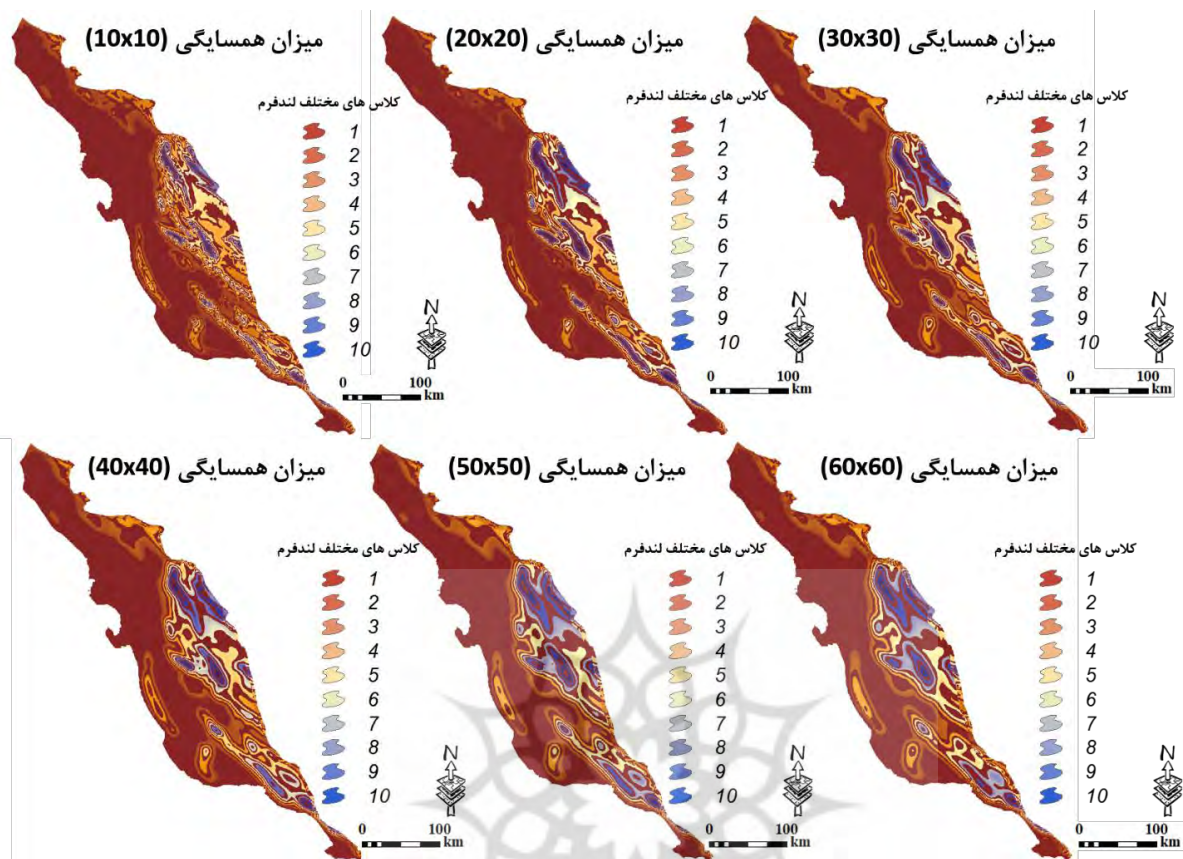 میزان همسایگی (10x10)
کلاس های مختلف لندفرم
1
2
3
4
5
6
7
8
9
10
N
0 100
km
میزان همسایگی (20x20)
کلاس های مختلف لندفرم
1
2
3
4
5
6
7
8
9
10
N
0 100
km
میزان همسایگی (30x30)
کلاس های مختلف لندفرم
1
2
3
4
5
6
7
8
9
10
N
0 100
km
میزان همسایگی (40x40)
کلاس های مختلف لندفرم
1
2
3
4
5
6
7
8
9
10
N
0 100
km
میزان همسایگی (50x50)
کلاس های مختلف لندفرم
1
2
3
4
5
6
7
8
9
10
N
0 100
km
میزان همسایگی (60x60)
کلاس های مختلف لندفرم
1
2
3
4
5
6
7
8
9
10
N
0 100
km